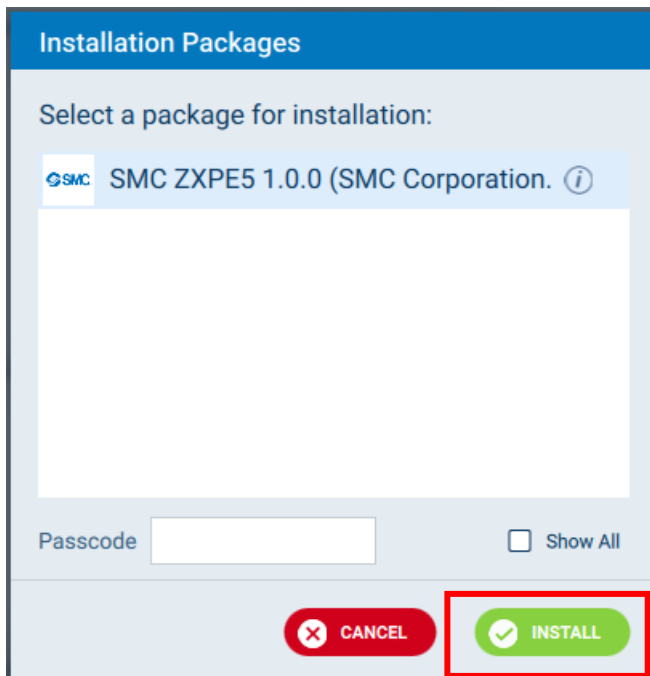 Installation Packages
Select a package for installation:
SMC SMC ZXPE5 1.0.0 (SMC Corporation.
Passcode
Show All
CANCEL
INSTALL